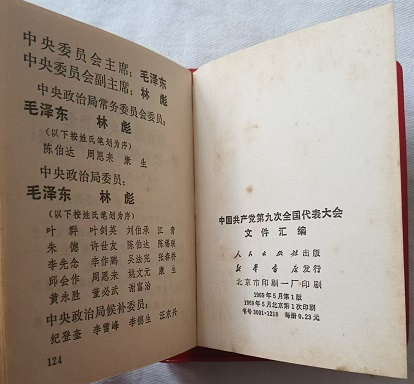 中央委员会主席：毛泽东
中央委员会副主席：林 彪
中央政治局常务委员会委员：
毛泽东 林 彪
（以下按姓氏笔划为序）
陈伯达 周恩来 康 生
中央政治局委员：
毛泽东 林 彪
（以下按姓氏笔划为序）
叶 群 叶剑英 刘伯承 江 青
朱 德 许世友 陈伯达 陈锡联
李先念 李作鹏 吴法宪 张春桥
邱会作 周恩来 姚文元 康 生
黄永胜 董必武 谢富治
中央政治局候补委员：
纪登奎 李雪峰 李德生 汪东兴
124
中国共产党第九次全国代表大会
文件汇编
人民出版社出版
新华书店发行
北京市印刷一厂印刷
1969年5月第1版
1969年5月北京第1次印刷
书号3001·1218 每册0.23元